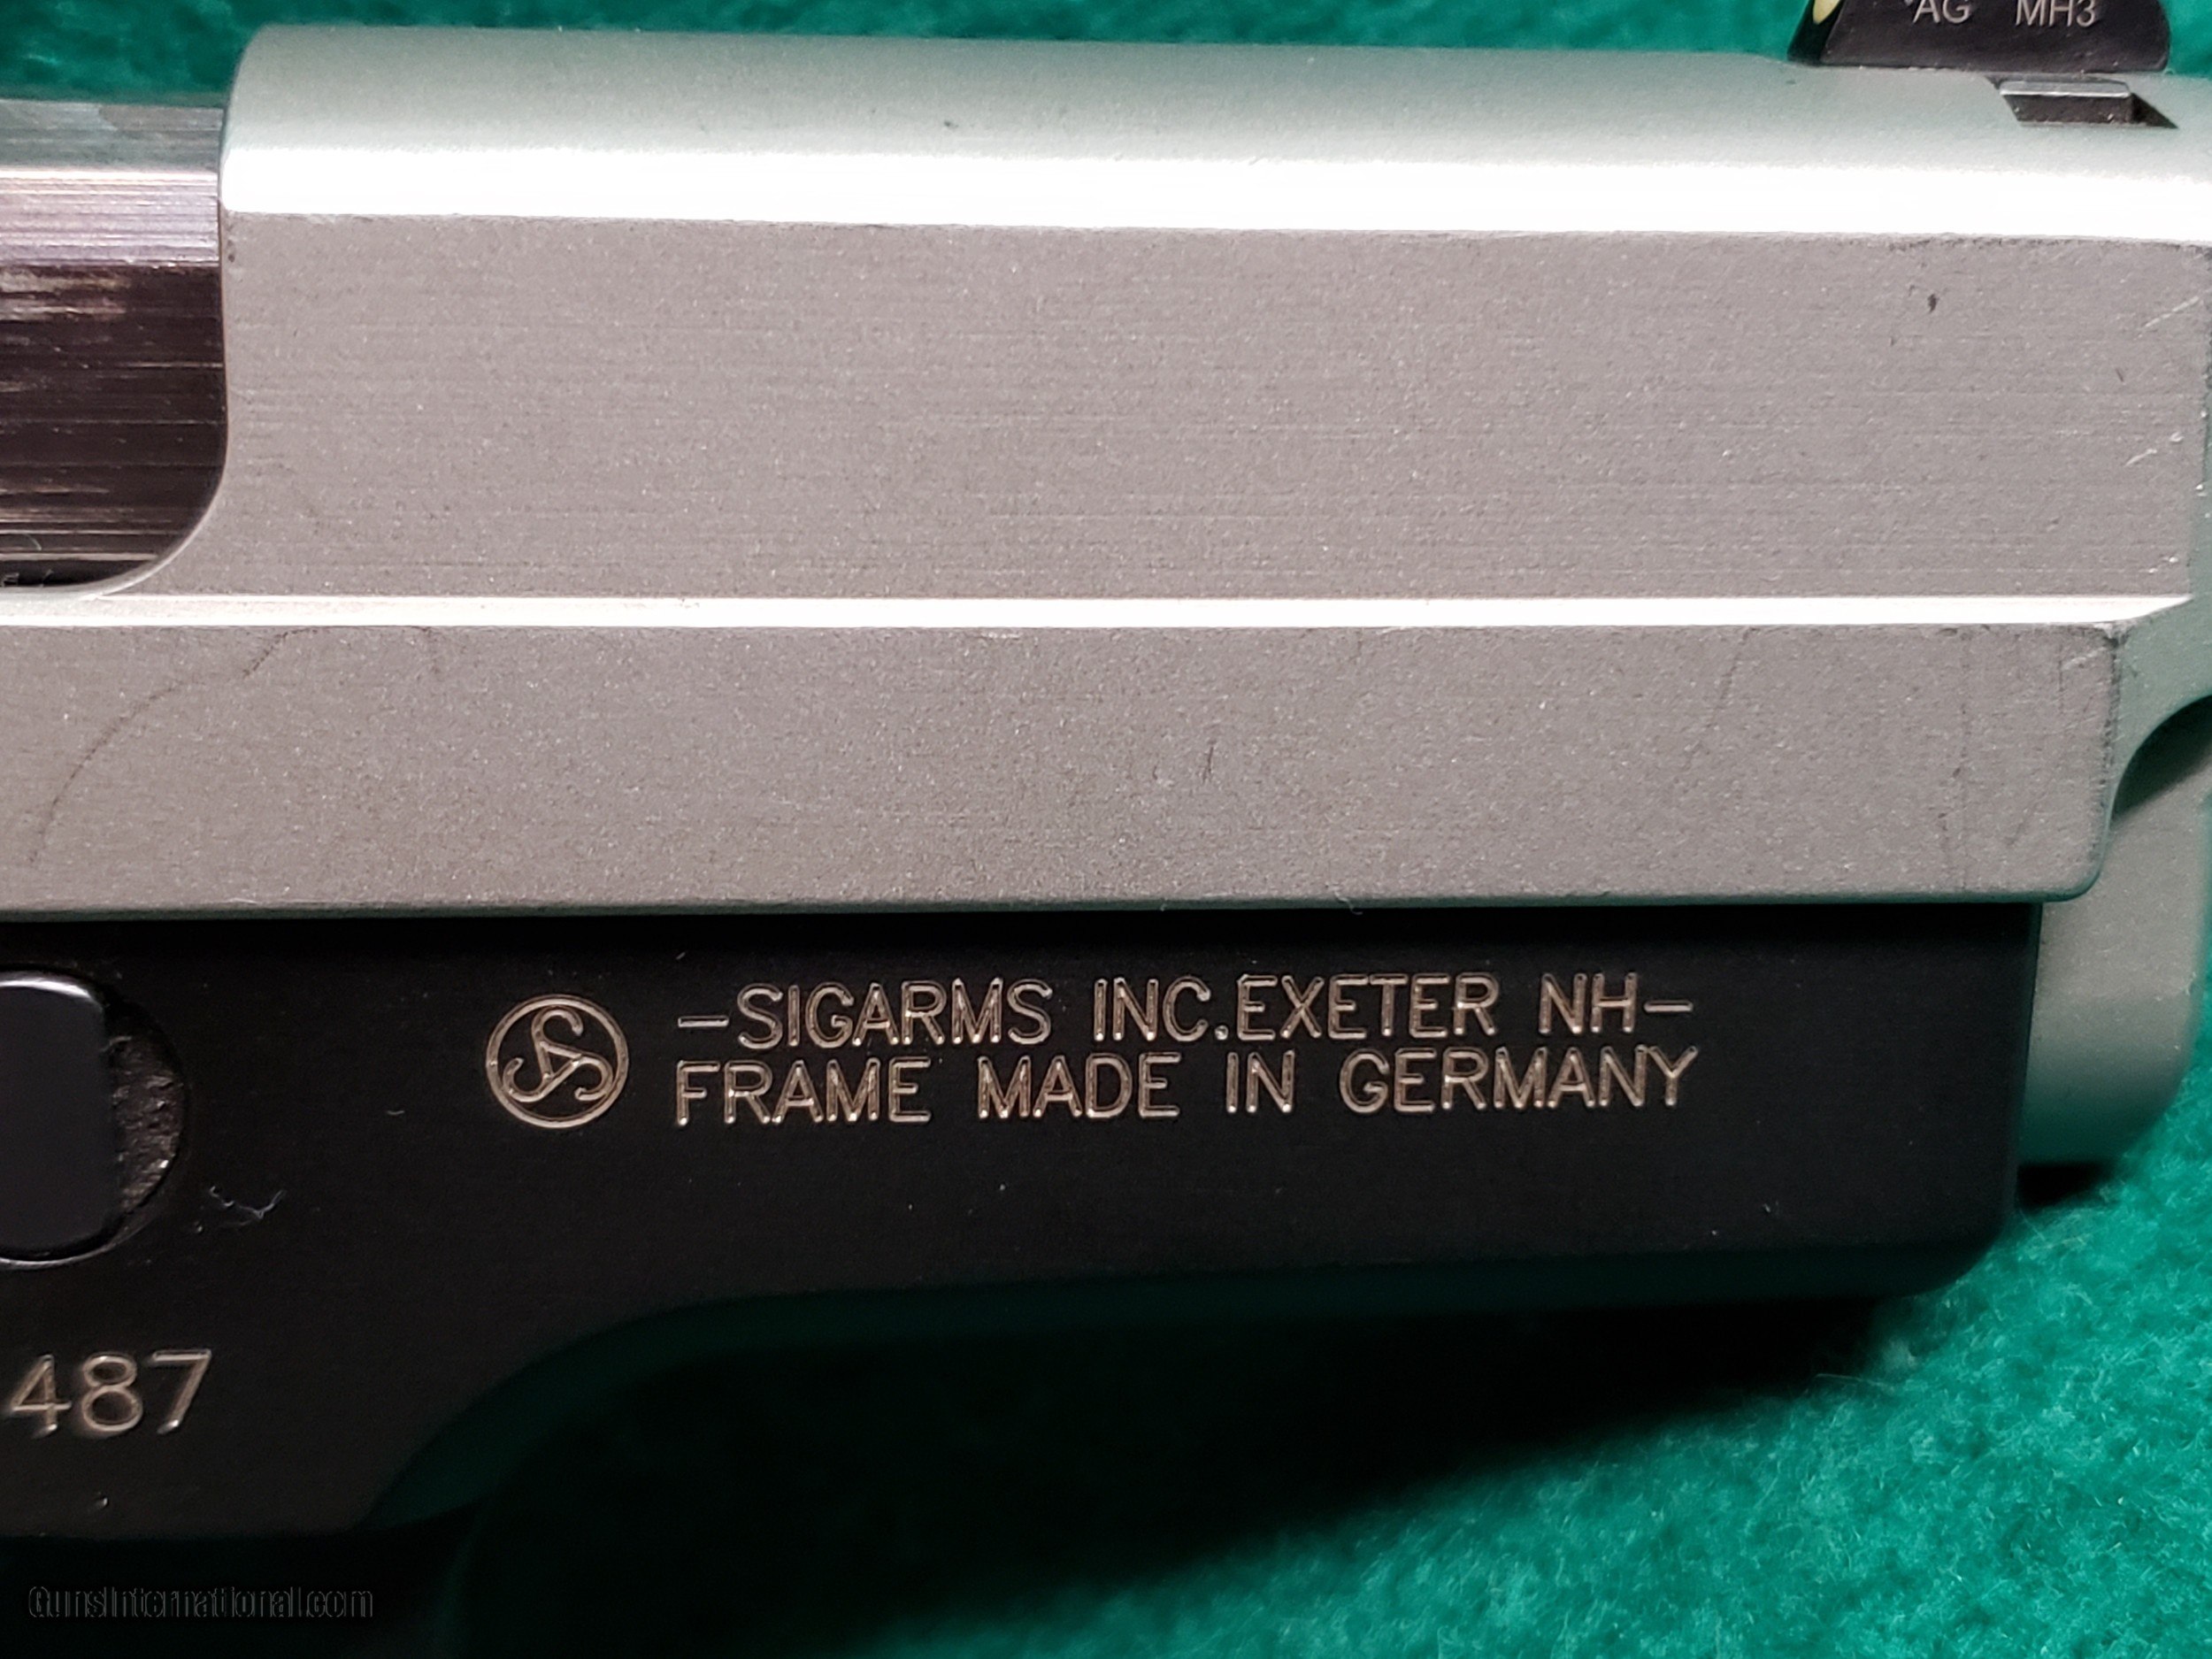 AG MH3
-SIGARMS INC.EXETER NH-
FRAME MADE IN GERMANY
487
GunsInternational.com